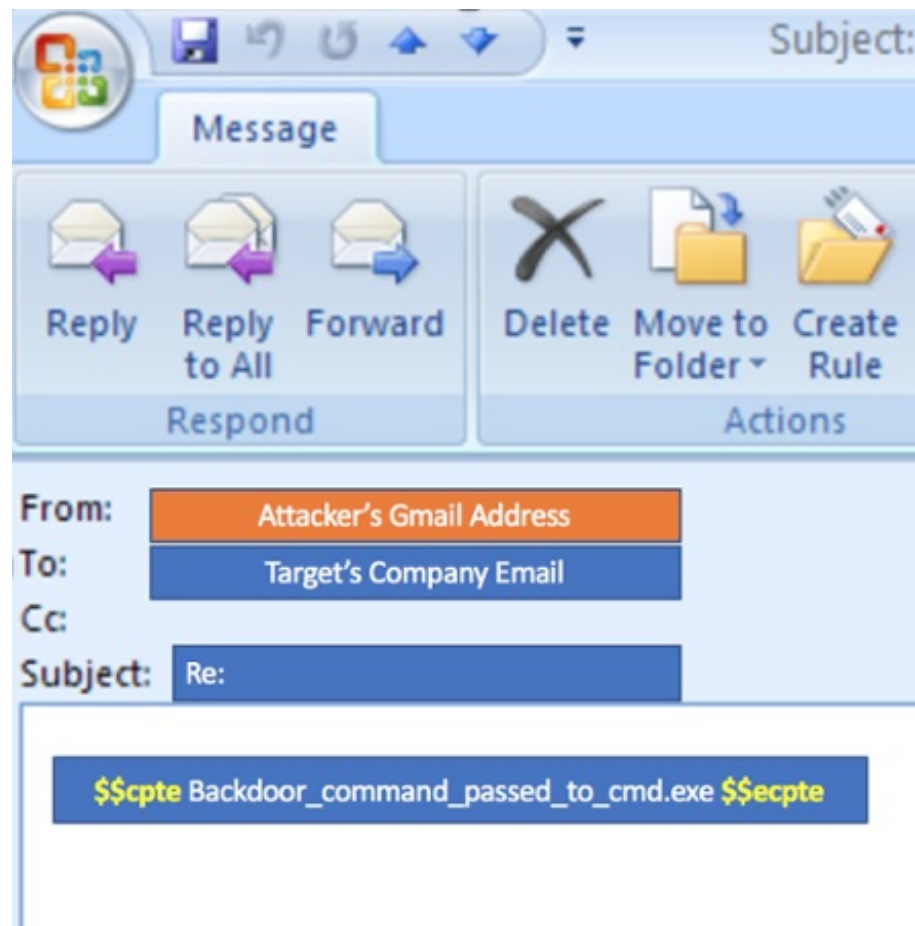 Subject:
Message
Reply
Reply to All
Forward
Delete
Move to Folder
Create Rule
Respond
Actions
From: Attacker's Gmail Address
To: Target's Company Email
Cc:
Subject: Re:
$$cpte Backdoor_command_passed_to_cmd.exe $$ecpte